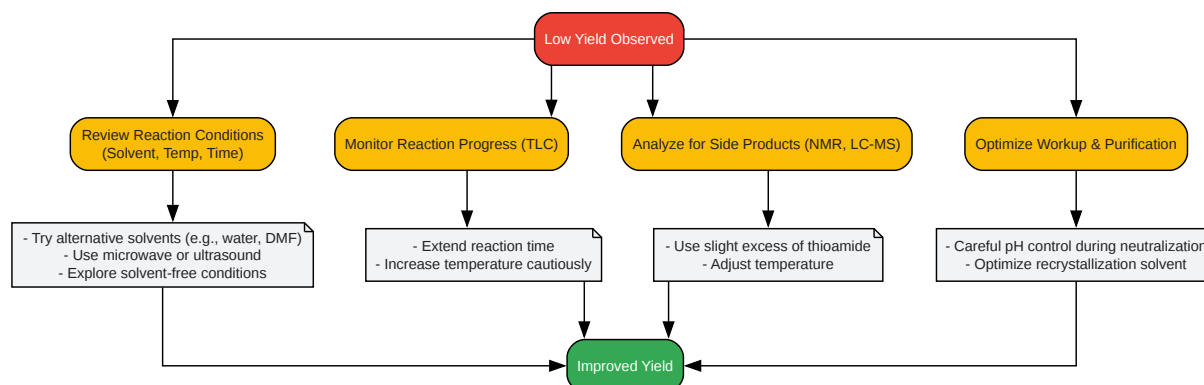 Low Yield Observed
Review Reaction Conditions
(Solvent, Temp, Time)
Monitor Reaction Progress (TLC)
Analyze for Side Products (NMR, LC-MS)
Optimize Workup & Purification
- Try alternative solvents (e.g., water, DMF)
- Use microwave or ultrasound
- Explore solvent-free conditions
- Extend reaction time
- Increase temperature cautiously
- Use slight excess of thioamide
- Adjust temperature
- Careful pH control during neutralization
- Optimize recrystallization solvent
Improved Yield